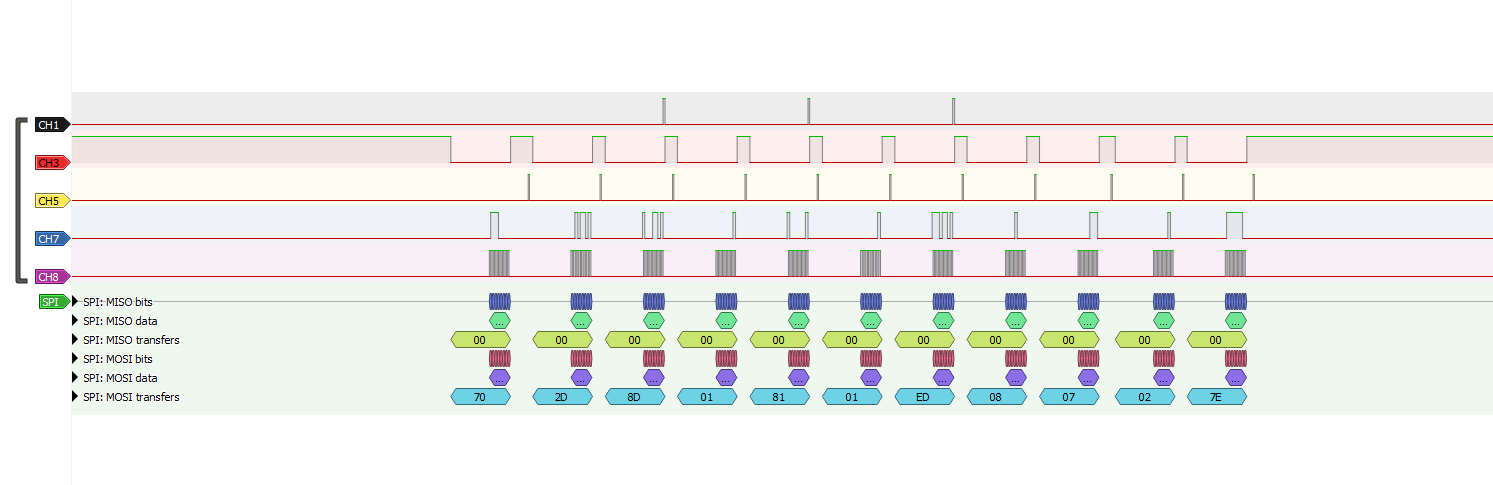 CH1
CH3
CH5
CH7
CH8
SPI SPI: MISO bits
SPI: MISO data ... ... ... ... ... ... ... ... ... ... ...
SPI: MISO transfers 00 00 00 00 00 00 00 00 00 00 00
SPI: MOSI bits
SPI: MOSI data ... ... ... ... ... ... ... ... ... ... ...
SPI: MOSI transfers 70 2D 8D 01 81 01 ED 08 07 02 7E